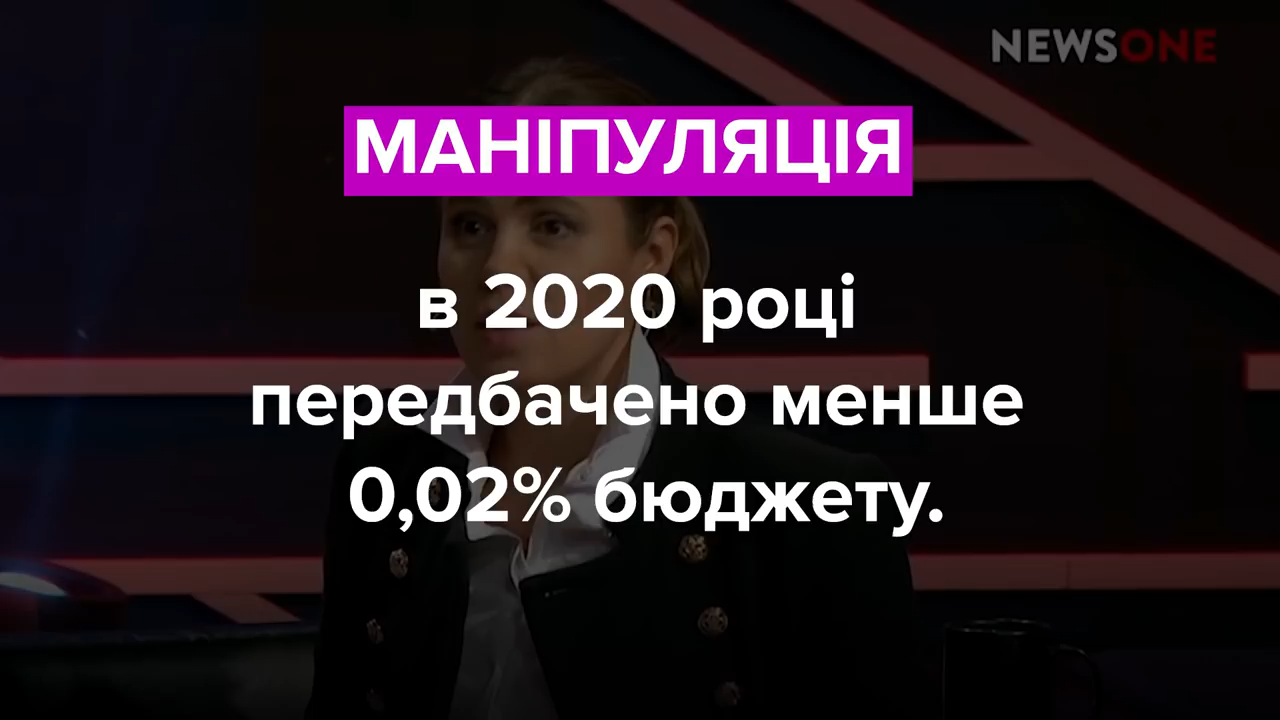 NEWSONE
МАНІПУЛЯЦІЯ
в 2020 році
передбачено менше
0,02% бюджету.